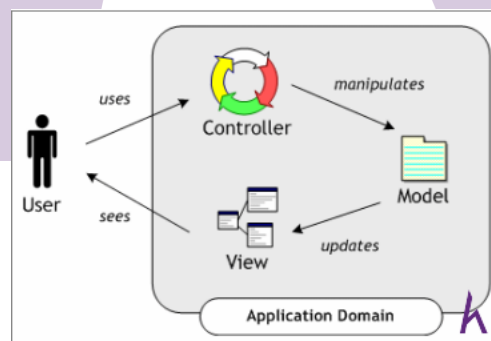 uses
Controller
manipulates
User
Model
sees
View
updates
Application Domain